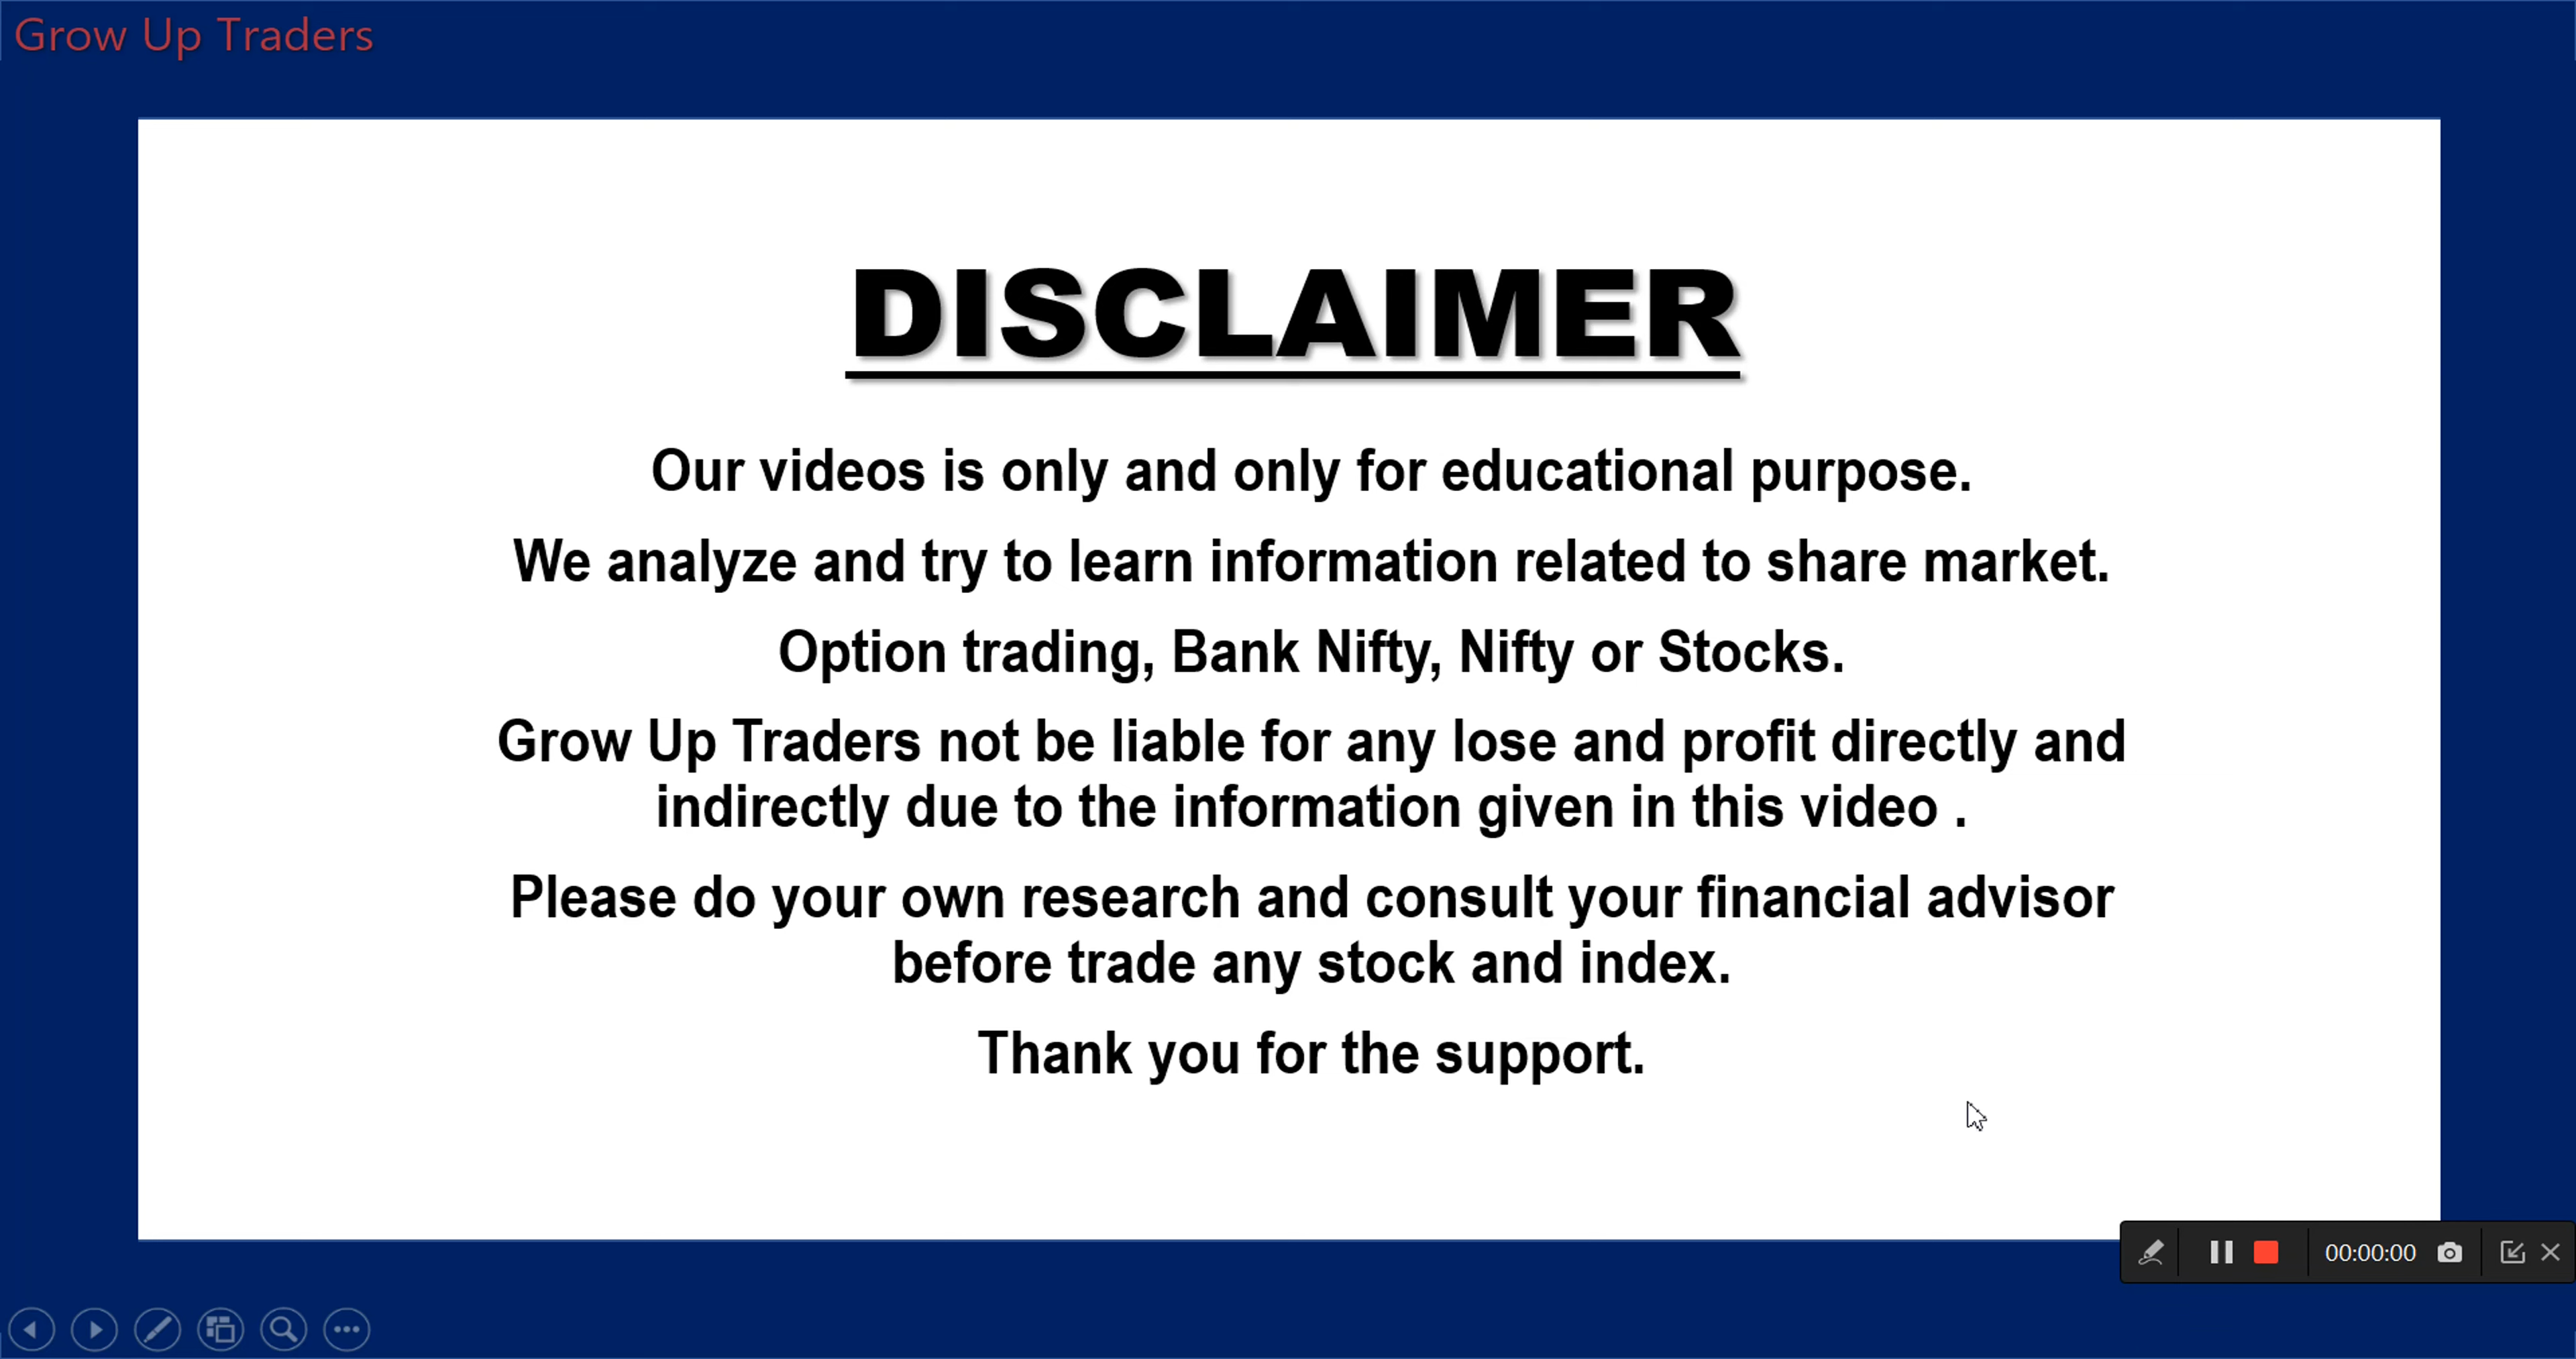 Grow Up Traders
DISCLAIMER
Our videos is only and only for educational purpose.
We analyze and try to learn information related to share market.
Option trading, Bank Nifty, Nifty or Stocks.
Grow Up Traders not be liable for any lose and profit directly and
indirectly due to the information given in this video .
Please do your own research and consult your financial advisor
before trade any stock and index.
Thank you for the support.
00:00:00